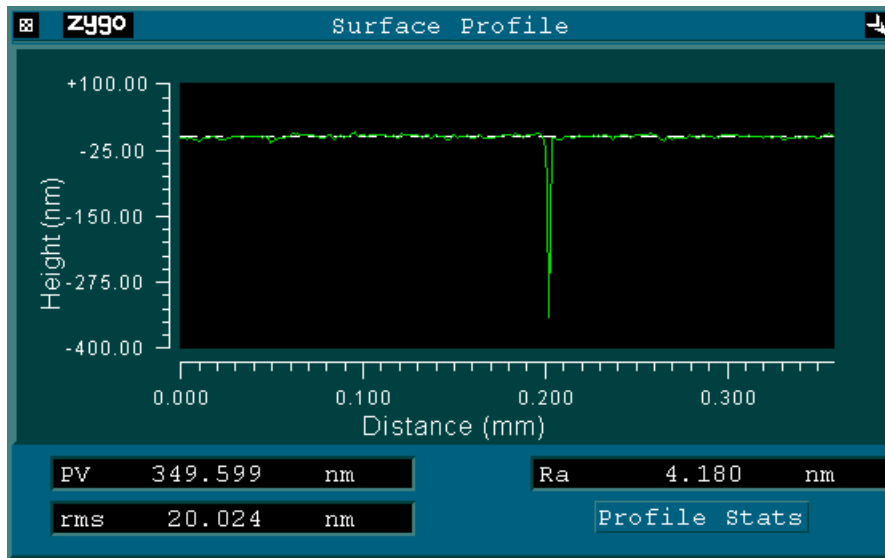 zygo Surface Profile
+100.00
-25.00
-150.00
-275.00
-400.00
Height (nm)
0.000 0.100 0.200 0.300
Distance (mm)
PV 349.599 nm Ra 4.180 nm
rms 20.024 nm Profile Stats